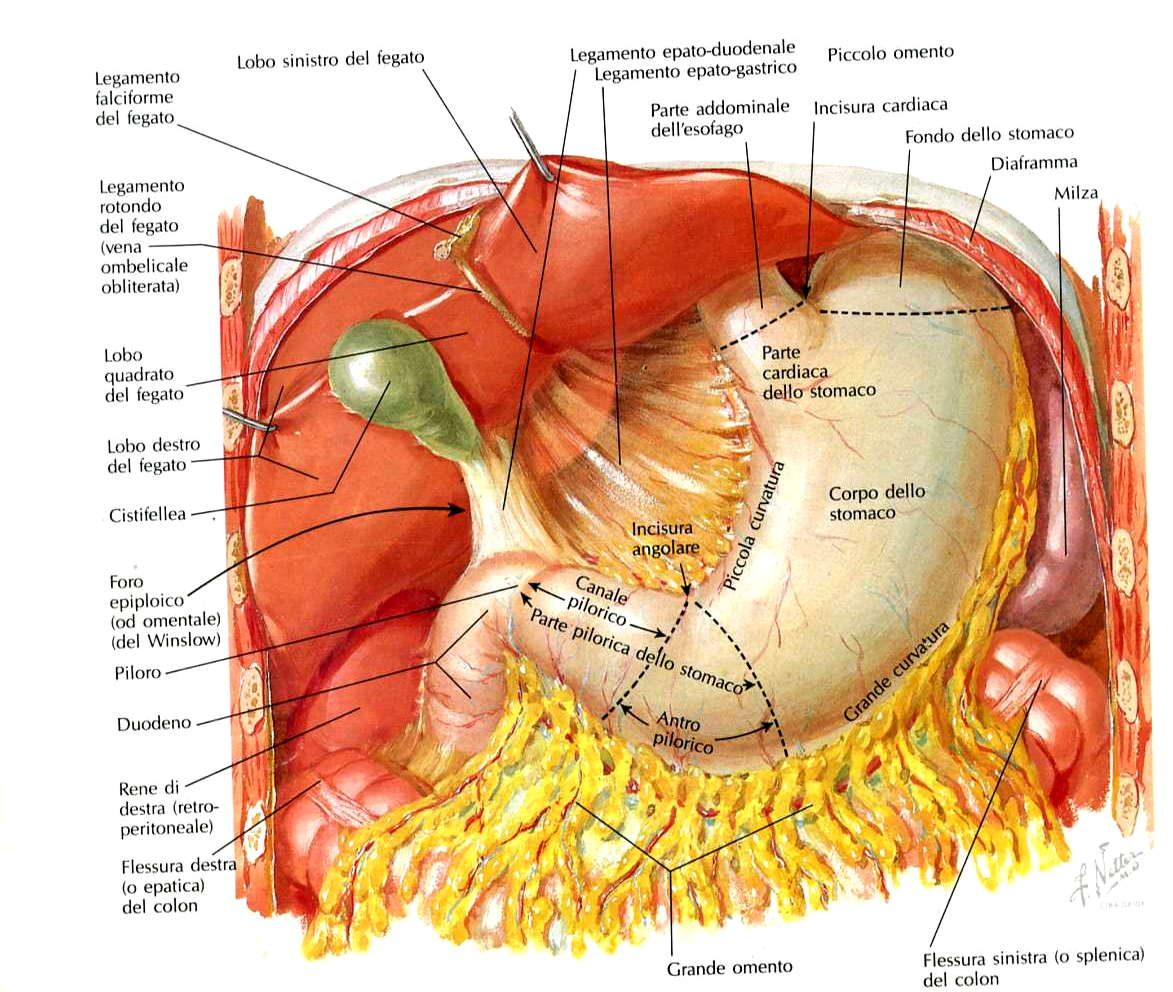 Lobo sinistro del fegato
Legamento epato-duodenale
Legamento epato-gastrico
Piccolo omento
Legamento
falciforme
del fegato
Parte addominale
dell'esofago
Incisura cardiaca
Fondo dello stomaco
Diaframma
Milza
Legamento
rotondo
del fegato
(vena
ombelicale
obliterata)
Lobo
quadrato
del fegato
Parte
cardiaca
dello stomaco
Lobo destro
del fegato
Cistifellea
Piccola curvatura
Corpo dello
stomaco
Incisura
angolare
Foro
epiploico
(od omentale)
(del Winslow)
Canale
pilorico
Parte pilorica dello stomaco
Piloro
Duodeno
Grande curvatura
Antro
pilorico
Rene di
destra (retro-
peritoneale)
Flessura destra
(o epatica)
del colon
Grande omento
Flessura sinistra (o splenica)
del colon
F. Netter
M.D.